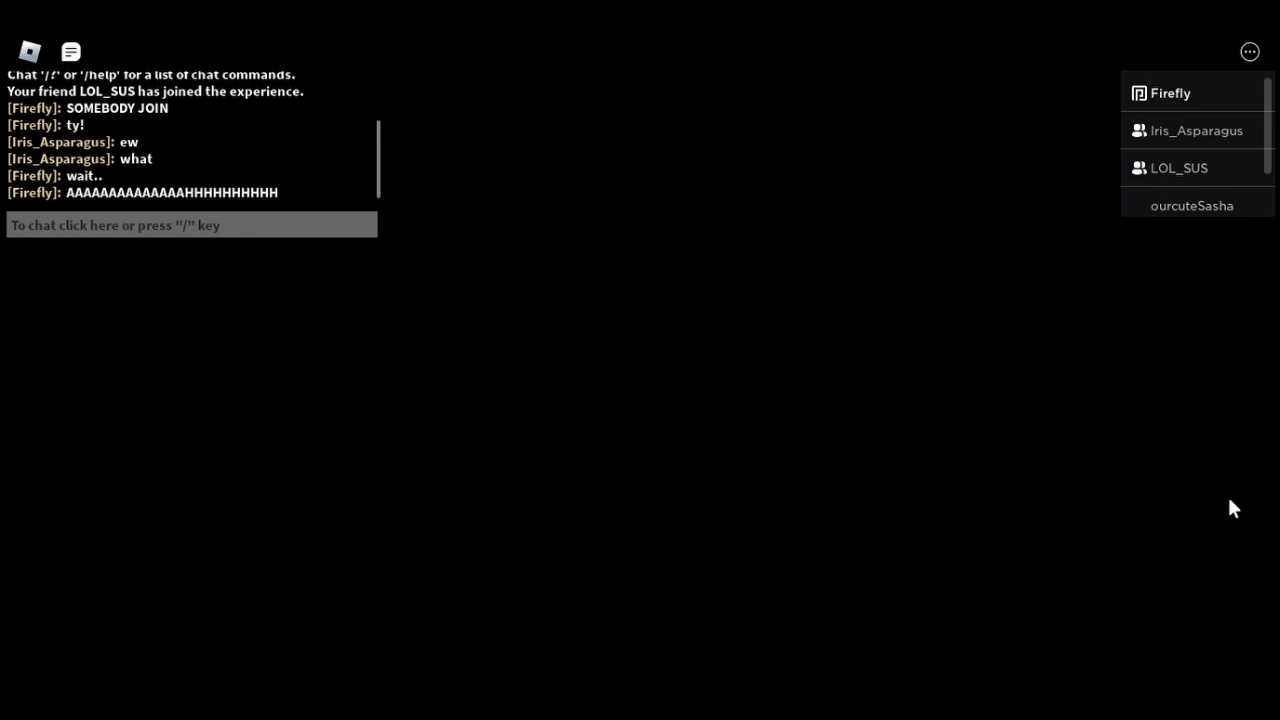 Chat '/?' or '/help' for a list of chat commands.
Your friend LOL_SUS has joined the experience.
[Firefly]: SOMEBODY JOIN
[Firefly]: ty!
[Iris_Asparagus]: ew
[Iris_Asparagus]: what
[Firefly]: wait..
[Firefly]: AAAAAAAAAAAAAAHHHHHHHHHHH
To chat click here or press "/" key
Firefly
Iris_Asparagus
LOL_SUS
ourcuteSasha